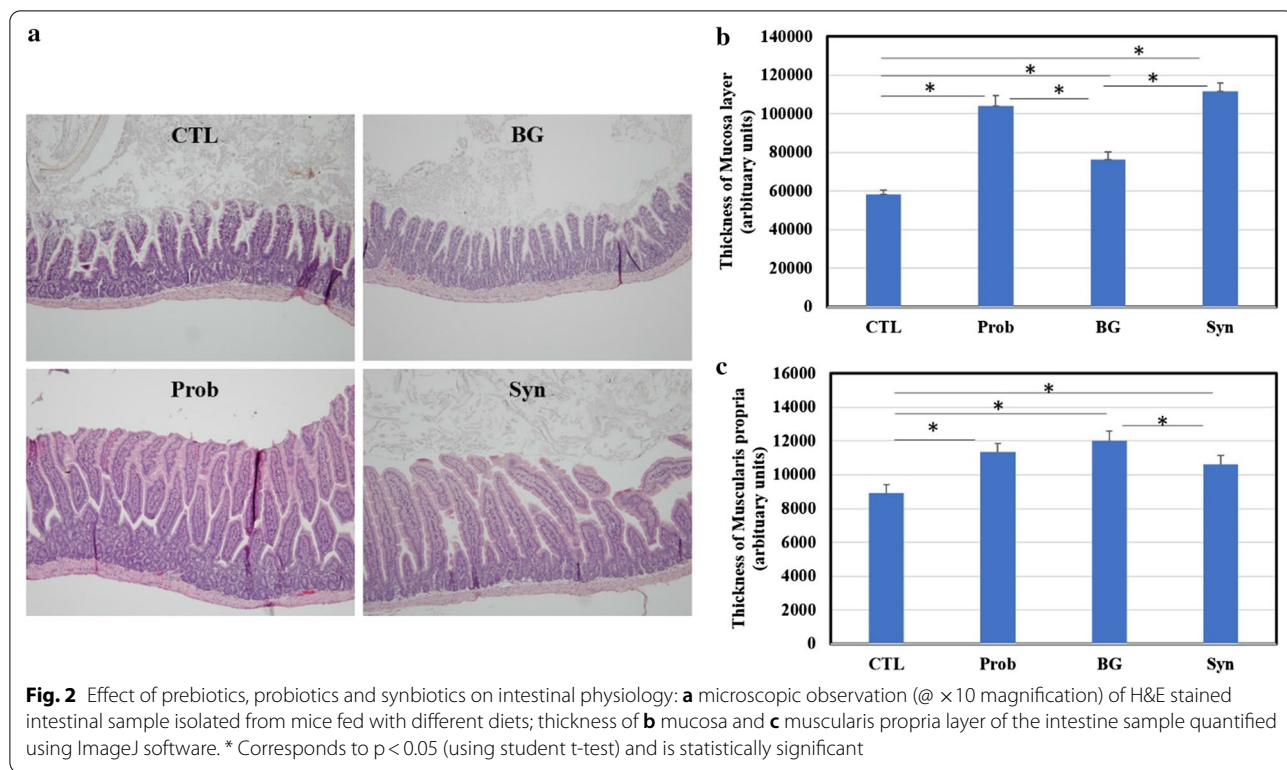 a
CTL
BG
Prob
Syn
b
Thickness of Mucosa layer
(arbituary units)
140000
120000
100000
80000
60000
40000
20000
0
*
*
*
*
*
CTL Prob BG Syn
c
Thickness of Muscularis propria
(arbituary units)
16000
14000
12000
10000
8000
6000
4000
2000
0
*
*
*
*
CTL Prob BG Syn
Fig. 2 Effect of prebiotics, probiotics and synbiotics on intestinal physiology: a microscopic observation (@ ×10 magnification) of H&E stained
intestinal sample isolated from mice fed with different diets; thickness of b mucosa and c muscularis propria layer of the intestine sample quantified
using ImageJ software. * Corresponds to p < 0.05 (using student t-test) and is statistically significant